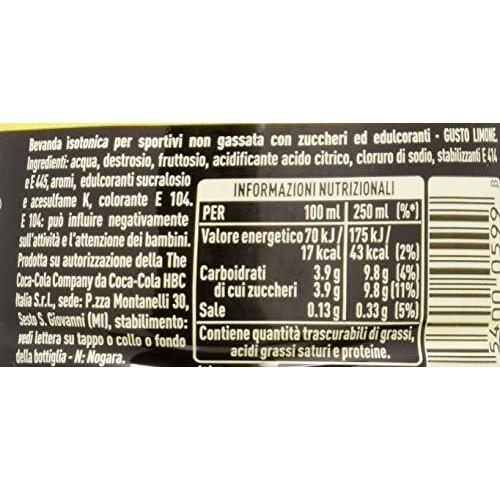 Bevanda isotonica per sportivi non gassata con zuccheri ed edulcoranti - GUSTO LIMONE.
Ingredienti: acqua, destrosio, fruttosio, acidificante acido citrico, cloruro di sodio, stabilizzanti E 414
e E 445, aromi, edulcoranti sucralosio
e acesulfame K, colorante E 104.
E 104: può influire negativamente
sull'attività e l'attenzione dei bambini.
Prodotta su autorizzazione della The
Coca-Cola Company da Coca-Cola HBC
Italia S.r.l., sede: P.zza Montanelli 30,
Sesto S. Giovanni (MI), stabilimento:
vedi lettera su tappo o collo o fondo
della bottiglia - N: Nogara.
INFORMAZIONI NUTRIZIONALI
PER 100 ml 250 ml (%*)
Valore energetico 70 kJ / 175 kJ /
17 kcal 43 kcal (2%)
Carboidrati 3.9 g 9.8 g (4%)
di cui zuccheri 3.9 g 9.8 g (11%)
Sale 0.13 g 0.33 g (5%)
Contiene quantità trascurabili di grassi,
acidi grassi saturi e proteine.